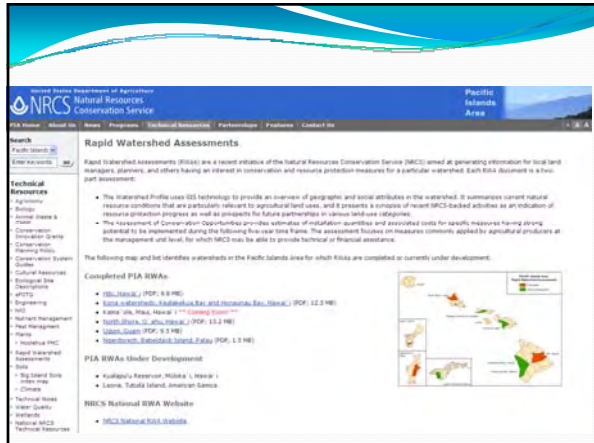 United States Department of Agriculture
NRCS Natural Resources
Conservation Service
Pacific
Islands
Area
PIA Home About Us News Programs Technical Resources Partnerships Features Contact Us
Search
Pacific Islands
Enter Keywords
Technical
Resources
Agronomy
Biology
Animal Waste &
Conservation
Innovation Grants
Conservation
Planning Policy
Conservation System
Guides
Cultural Resources
Ecological Site
Descriptions
eFOTG
Engineering
Nutrient Management
Pest Management
Plants
Hoolehua PMC
Rapid Watershed
Assessments
Soils
Big Island Soils
Index map
Climate
Technical Notes
Water Quality
Wetlands
National NRCS
Technical Resources
Rapid Watershed Assessments
Rapid Watershed Assessments (RWAs) are a recent initiative of the Natural Resources Conservation Service (NRCS) aimed at generating information for local land
managers, planners, and others having an interest in conservation and resource protection measures for a particular watershed. Each RWA document is a two-
part assessment:
The Watershed Profile uses GIS technology to provide an overview of geographic and social attributes in the watershed. It summarizes current natural
resource conditions that are particularly relevant to agricultural land uses, and it presents a synopsis of recent NRCS-backed activities as an indication of
resource protection progress as well as prospects for future partnerships in various land-use categories.
The Assessment of Conservation Opportunities provides estimates of installation quantities and associated costs for specific measures having strong
potential to be implemented during the following five-year time frame. The assessment focuses on measures commonly applied by agricultural producers at
the management unit level, for which NRCS may be able to provide technical or financial assistance.
The following map and list identifies watersheds in the Pacific Islands Area for which RWAs are completed or currently under development.
Completed PIA RWAs
Hilo, Hawai`i (PDF; 9.8 MB)
Kona watersheds: Kealakekua Bay and Honaunau Bay, Hawai`i (PDF; 12.5 MB)
Kama`ole, Maui, Hawai`i ** Coming Soon! **
North Shore, O`ahu, Hawai`i (PDF; 13.2 MB)
Ugum, Guam (PDF; 9.5 MB)
Ngerdorch, Babeldaob Island, Palau (PDF; 1.5 MB)
PIA RWAs Under Development
Kualapu'u Reservoir, Moloka`i, Hawai`i
Leone, Tutuila Island, American Samoa
NRCS National RWA Website
NRCS National RWA Website